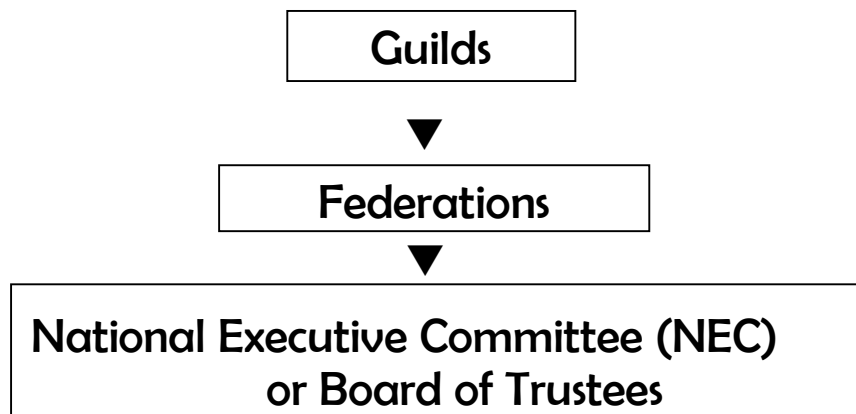 Guilds
Federations
National Executive Committee (NEC)
or Board of Trustees